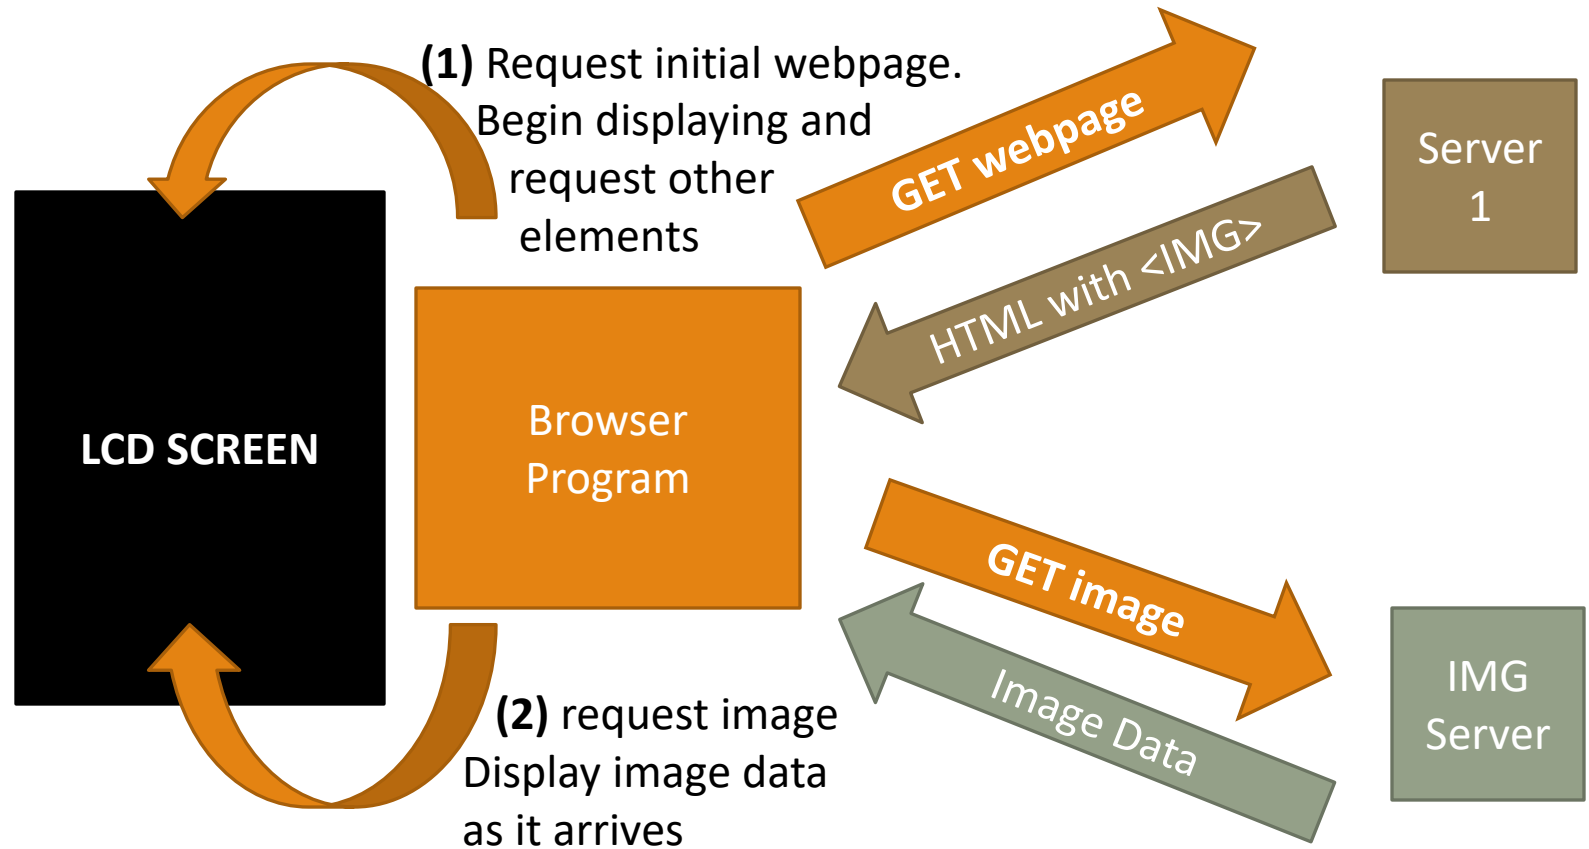 (1) Request initial webpage.
Begin displaying and
request other
elements
GET webpage
Server
1
HTML with <IMG>
LCD SCREEN
Browser
Program
GET image
Image Data
IMG
Server
(2) request image
Display image data
as it arrives